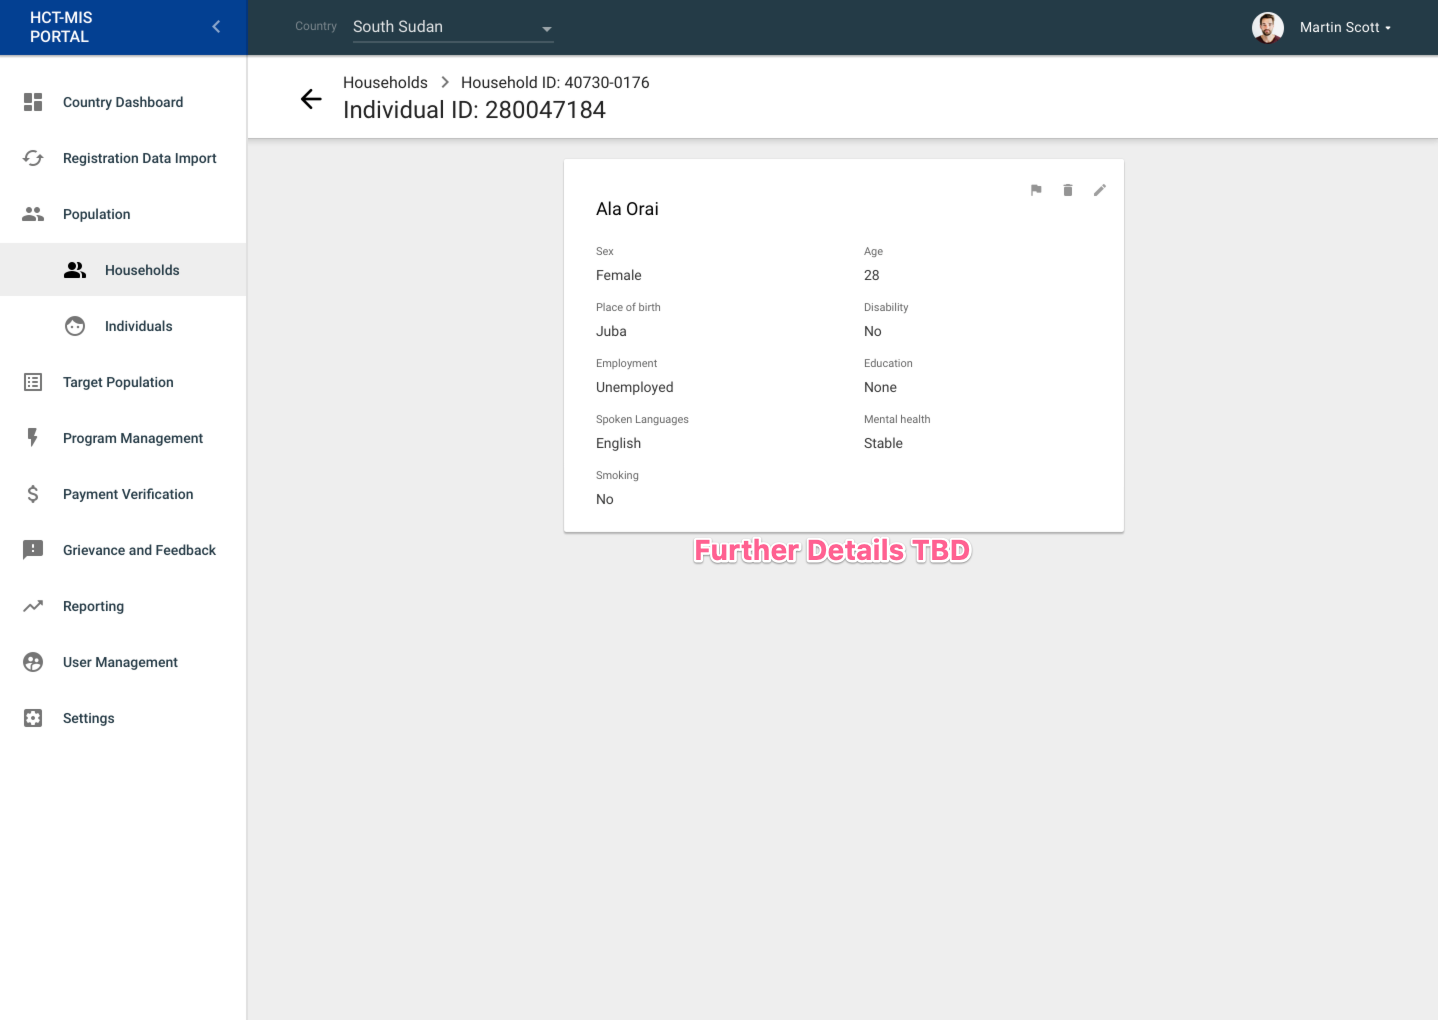 HCT-MIS
PORTAL
Country South Sudan
Martin Scott
Country Dashboard
Registration Data Import
Population
Households
Individuals
Target Population
Program Management
Payment Verification
Grievance and Feedback
Reporting
User Management
Settings
Households > Household ID: 40730-0176
Individual ID: 280047184
Ala Orai
Sex Age
Female 28
Place of birth Disability
Juba No
Employment Education
Unemployed None
Spoken Languages Mental health
English Stable
Smoking
No
Further Details TBD